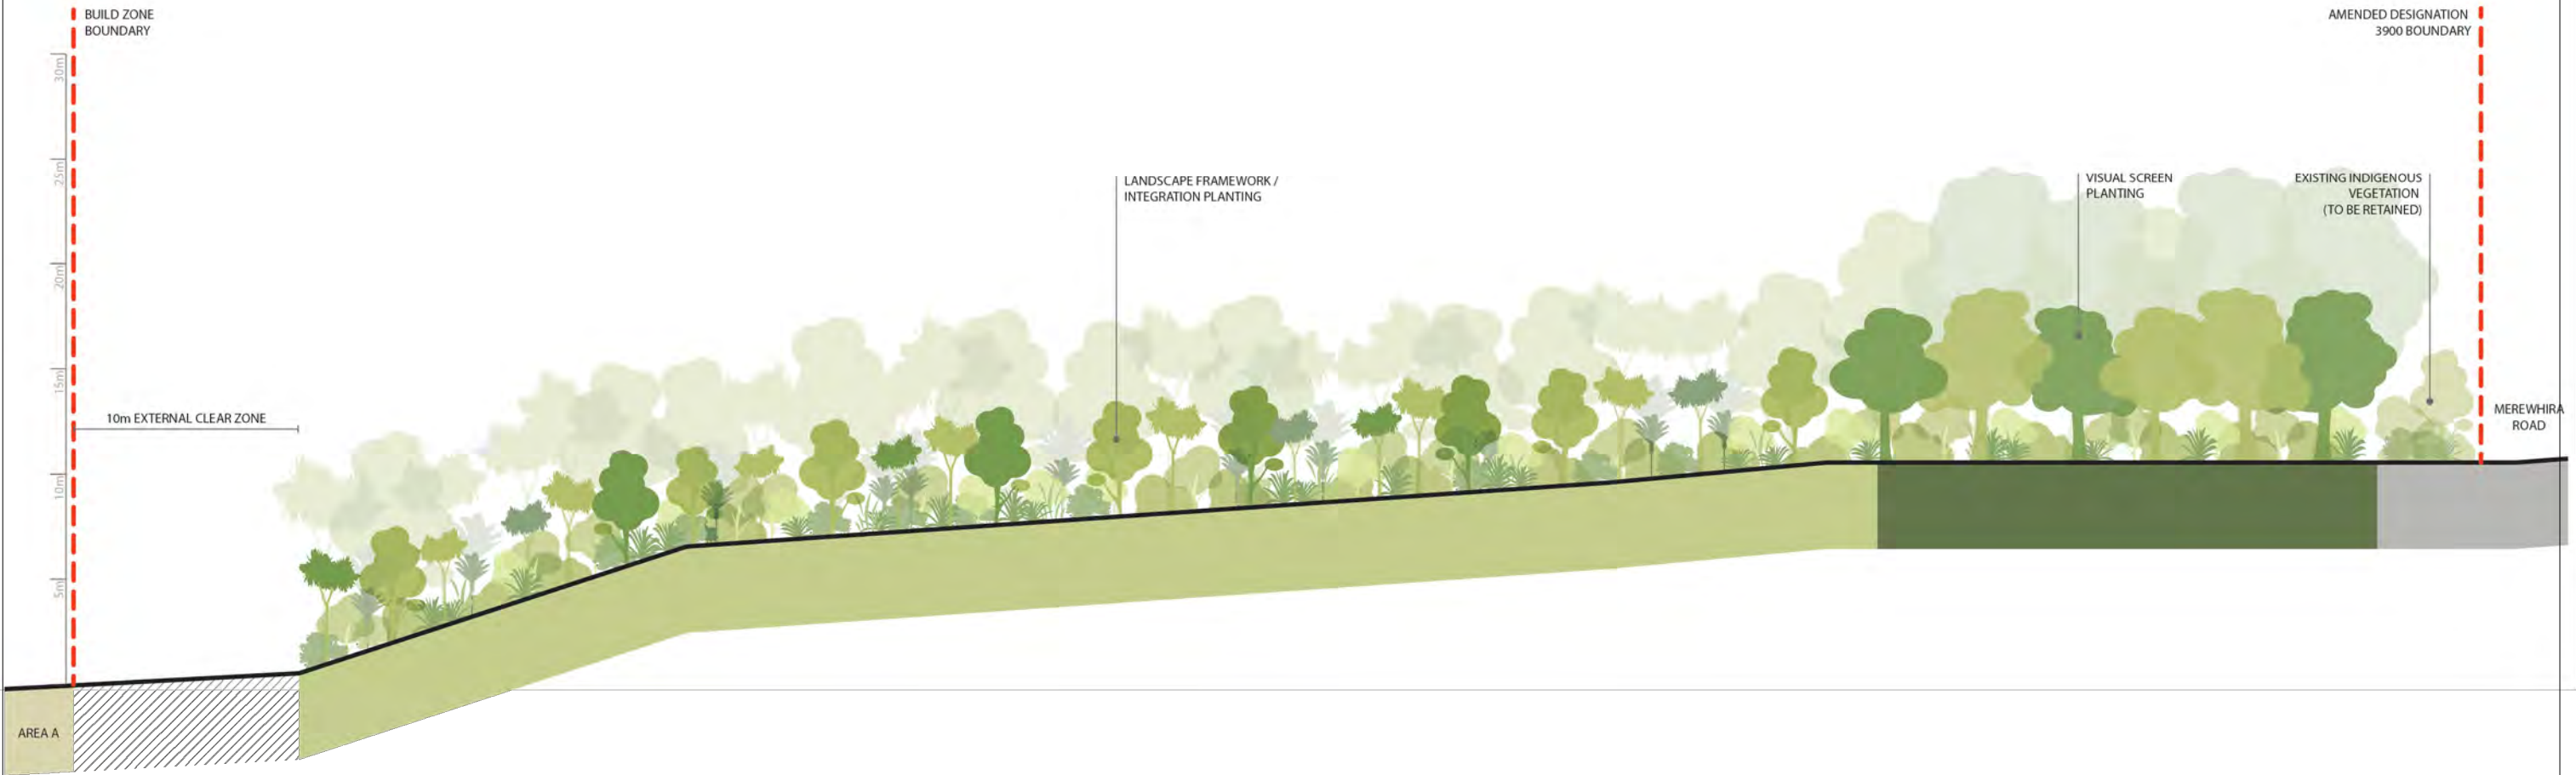 BUILD ZONE
BOUNDARY
AMENDED DESIGNATION
3900 BOUNDARY
30m
25m
20m
15m
10m
5m
LANDSCAPE FRAMEWORK /
INTEGRATION PLANTING
VISUAL SCREEN
PLANTING
EXISTING INDIGENOUS
VEGETATION
(TO BE RETAINED)
10m EXTERNAL CLEAR ZONE
MEREWHIRA
ROAD
AREA A